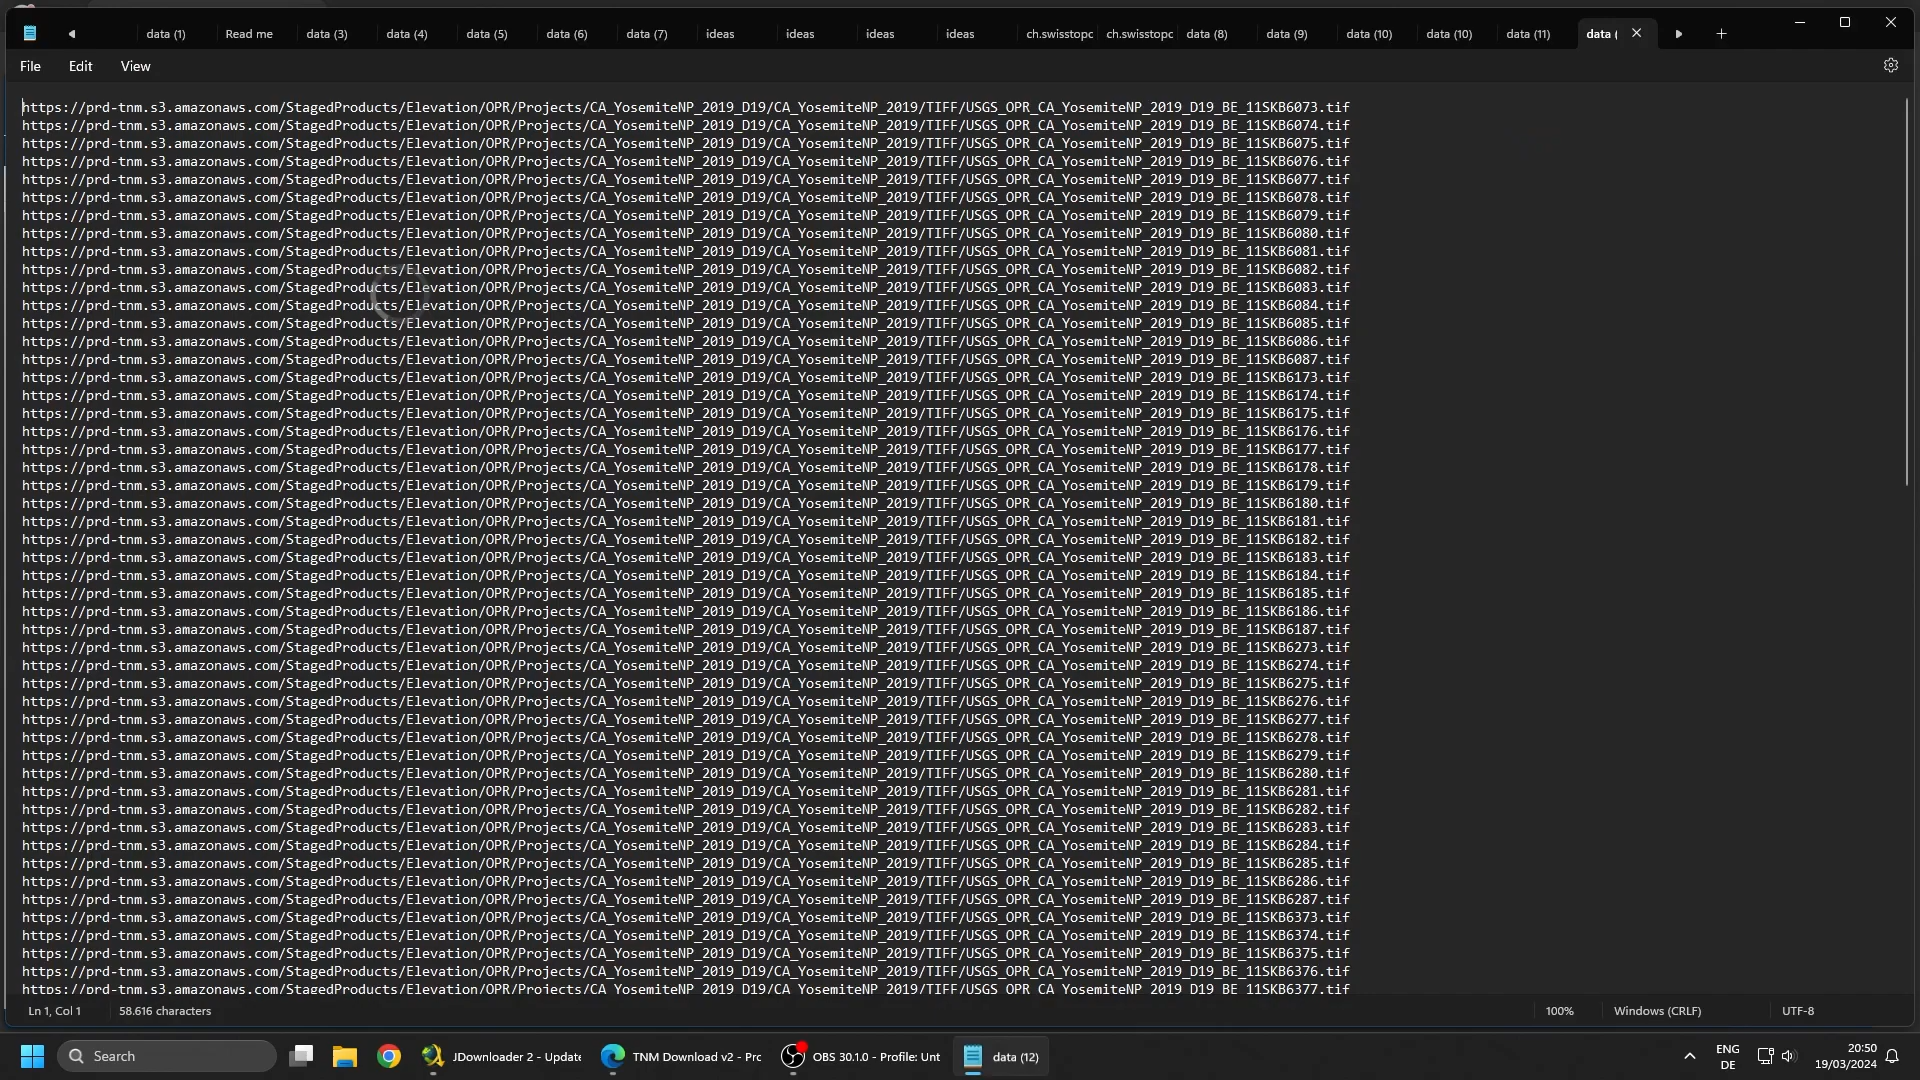 data (1) Read me data (3) data (4) data (5) data (6) data (7) ideas ideas ideas ideas ch.swisstopc ch.swisstopc data (8) data (9) data (10) data (10) data (11) data (
File Edit View
https://prd-tnm.s3.amazonaws.com/StagedProducts/Elevation/OPR/Projects/CA_YosemiteNP_2019_D19/CA_YosemiteNP_2019/TIFF/USGS_OPR_CA_YosemiteNP_2019_D19_BE_11SKB6073.tif
https://prd-tnm.s3.amazonaws.com/StagedProducts/Elevation/OPR/Projects/CA_YosemiteNP_2019_D19/CA_YosemiteNP_2019/TIFF/USGS_OPR_CA_YosemiteNP_2019_D19_BE_11SKB6074.tif
https://prd-tnm.s3.amazonaws.com/StagedProducts/Elevation/OPR/Projects/CA_YosemiteNP_2019_D19/CA_YosemiteNP_2019/TIFF/USGS_OPR_CA_YosemiteNP_2019_D19_BE_11SKB6075.tif
https://prd-tnm.s3.amazonaws.com/StagedProducts/Elevation/OPR/Projects/CA_YosemiteNP_2019_D19/CA_YosemiteNP_2019/TIFF/USGS_OPR_CA_YosemiteNP_2019_D19_BE_11SKB6076.tif
https://prd-tnm.s3.amazonaws.com/StagedProducts/Elevation/OPR/Projects/CA_YosemiteNP_2019_D19/CA_YosemiteNP_2019/TIFF/USGS_OPR_CA_YosemiteNP_2019_D19_BE_11SKB6077.tif
https://prd-tnm.s3.amazonaws.com/StagedProducts/Elevation/OPR/Projects/CA_YosemiteNP_2019_D19/CA_YosemiteNP_2019/TIFF/USGS_OPR_CA_YosemiteNP_2019_D19_BE_11SKB6078.tif
https://prd-tnm.s3.amazonaws.com/StagedProducts/Elevation/OPR/Projects/CA_YosemiteNP_2019_D19/CA_YosemiteNP_2019/TIFF/USGS_OPR_CA_YosemiteNP_2019_D19_BE_11SKB6079.tif
https://prd-tnm.s3.amazonaws.com/StagedProducts/Elevation/OPR/Projects/CA_YosemiteNP_2019_D19/CA_YosemiteNP_2019/TIFF/USGS_OPR_CA_YosemiteNP_2019_D19_BE_11SKB6080.tif
https://prd-tnm.s3.amazonaws.com/StagedProducts/Elevation/OPR/Projects/CA_YosemiteNP_2019_D19/CA_YosemiteNP_2019/TIFF/USGS_OPR_CA_YosemiteNP_2019_D19_BE_11SKB6081.tif
https://prd-tnm.s3.amazonaws.com/StagedProducts/Elevation/OPR/Projects/CA_YosemiteNP_2019_D19/CA_YosemiteNP_2019/TIFF/USGS_OPR_CA_YosemiteNP_2019_D19_BE_11SKB6082.tif
https://prd-tnm.s3.amazonaws.com/StagedProducts/Elevation/OPR/Projects/CA_YosemiteNP_2019_D19/CA_YosemiteNP_2019/TIFF/USGS_OPR_CA_YosemiteNP_2019_D19_BE_11SKB6083.tif
https://prd-tnm.s3.amazonaws.com/StagedProducts/Elevation/OPR/Projects/CA_YosemiteNP_2019_D19/CA_YosemiteNP_2019/TIFF/USGS_OPR_CA_YosemiteNP_2019_D19_BE_11SKB6084.tif
https://prd-tnm.s3.amazonaws.com/StagedProducts/Elevation/OPR/Projects/CA_YosemiteNP_2019_D19/CA_YosemiteNP_2019/TIFF/USGS_OPR_CA_YosemiteNP_2019_D19_BE_11SKB6085.tif
https://prd-tnm.s3.amazonaws.com/StagedProducts/Elevation/OPR/Projects/CA_YosemiteNP_2019_D19/CA_YosemiteNP_2019/TIFF/USGS_OPR_CA_YosemiteNP_2019_D19_BE_11SKB6086.tif
https://prd-tnm.s3.amazonaws.com/StagedProducts/Elevation/OPR/Projects/CA_YosemiteNP_2019_D19/CA_YosemiteNP_2019/TIFF/USGS_OPR_CA_YosemiteNP_2019_D19_BE_11SKB6087.tif
https://prd-tnm.s3.amazonaws.com/StagedProducts/Elevation/OPR/Projects/CA_YosemiteNP_2019_D19/CA_YosemiteNP_2019/TIFF/USGS_OPR_CA_YosemiteNP_2019_D19_BE_11SKB6173.tif
https://prd-tnm.s3.amazonaws.com/StagedProducts/Elevation/OPR/Projects/CA_YosemiteNP_2019_D19/CA_YosemiteNP_2019/TIFF/USGS_OPR_CA_YosemiteNP_2019_D19_BE_11SKB6174.tif
https://prd-tnm.s3.amazonaws.com/StagedProducts/Elevation/OPR/Projects/CA_YosemiteNP_2019_D19/CA_YosemiteNP_2019/TIFF/USGS_OPR_CA_YosemiteNP_2019_D19_BE_11SKB6175.tif
https://prd-tnm.s3.amazonaws.com/StagedProducts/Elevation/OPR/Projects/CA_YosemiteNP_2019_D19/CA_YosemiteNP_2019/TIFF/USGS_OPR_CA_YosemiteNP_2019_D19_BE_11SKB6176.tif
https://prd-tnm.s3.amazonaws.com/StagedProducts/Elevation/OPR/Projects/CA_YosemiteNP_2019_D19/CA_YosemiteNP_2019/TIFF/USGS_OPR_CA_YosemiteNP_2019_D19_BE_11SKB6177.tif
https://prd-tnm.s3.amazonaws.com/StagedProducts/Elevation/OPR/Projects/CA_YosemiteNP_2019_D19/CA_YosemiteNP_2019/TIFF/USGS_OPR_CA_YosemiteNP_2019_D19_BE_11SKB6178.tif
https://prd-tnm.s3.amazonaws.com/StagedProducts/Elevation/OPR/Projects/CA_YosemiteNP_2019_D19/CA_YosemiteNP_2019/TIFF/USGS_OPR_CA_YosemiteNP_2019_D19_BE_11SKB6179.tif
https://prd-tnm.s3.amazonaws.com/StagedProducts/Elevation/OPR/Projects/CA_YosemiteNP_2019_D19/CA_YosemiteNP_2019/TIFF/USGS_OPR_CA_YosemiteNP_2019_D19_BE_11SKB6180.tif
https://prd-tnm.s3.amazonaws.com/StagedProducts/Elevation/OPR/Projects/CA_YosemiteNP_2019_D19/CA_YosemiteNP_2019/TIFF/USGS_OPR_CA_YosemiteNP_2019_D19_BE_11SKB6181.tif
https://prd-tnm.s3.amazonaws.com/StagedProducts/Elevation/OPR/Projects/CA_YosemiteNP_2019_D19/CA_YosemiteNP_2019/TIFF/USGS_OPR_CA_YosemiteNP_2019_D19_BE_11SKB6182.tif
https://prd-tnm.s3.amazonaws.com/StagedProducts/Elevation/OPR/Projects/CA_YosemiteNP_2019_D19/CA_YosemiteNP_2019/TIFF/USGS_OPR_CA_YosemiteNP_2019_D19_BE_11SKB6183.tif
https://prd-tnm.s3.amazonaws.com/StagedProducts/Elevation/OPR/Projects/CA_YosemiteNP_2019_D19/CA_YosemiteNP_2019/TIFF/USGS_OPR_CA_YosemiteNP_2019_D19_BE_11SKB6184.tif
https://prd-tnm.s3.amazonaws.com/StagedProducts/Elevation/OPR/Projects/CA_YosemiteNP_2019_D19/CA_YosemiteNP_2019/TIFF/USGS_OPR_CA_YosemiteNP_2019_D19_BE_11SKB6185.tif
https://prd-tnm.s3.amazonaws.com/StagedProducts/Elevation/OPR/Projects/CA_YosemiteNP_2019_D19/CA_YosemiteNP_2019/TIFF/USGS_OPR_CA_YosemiteNP_2019_D19_BE_11SKB6186.tif
https://prd-tnm.s3.amazonaws.com/StagedProducts/Elevation/OPR/Projects/CA_YosemiteNP_2019_D19/CA_YosemiteNP_2019/TIFF/USGS_OPR_CA_YosemiteNP_2019_D19_BE_11SKB6187.tif
https://prd-tnm.s3.amazonaws.com/StagedProducts/Elevation/OPR/Projects/CA_YosemiteNP_2019_D19/CA_YosemiteNP_2019/TIFF/USGS_OPR_CA_YosemiteNP_2019_D19_BE_11SKB6273.tif
https://prd-tnm.s3.amazonaws.com/StagedProducts/Elevation/OPR/Projects/CA_YosemiteNP_2019_D19/CA_YosemiteNP_2019/TIFF/USGS_OPR_CA_YosemiteNP_2019_D19_BE_11SKB6274.tif
https://prd-tnm.s3.amazonaws.com/StagedProducts/Elevation/OPR/Projects/CA_YosemiteNP_2019_D19/CA_YosemiteNP_2019/TIFF/USGS_OPR_CA_YosemiteNP_2019_D19_BE_11SKB6275.tif
https://prd-tnm.s3.amazonaws.com/StagedProducts/Elevation/OPR/Projects/CA_YosemiteNP_2019_D19/CA_YosemiteNP_2019/TIFF/USGS_OPR_CA_YosemiteNP_2019_D19_BE_11SKB6276.tif
https://prd-tnm.s3.amazonaws.com/StagedProducts/Elevation/OPR/Projects/CA_YosemiteNP_2019_D19/CA_YosemiteNP_2019/TIFF/USGS_OPR_CA_YosemiteNP_2019_D19_BE_11SKB6277.tif
https://prd-tnm.s3.amazonaws.com/StagedProducts/Elevation/OPR/Projects/CA_YosemiteNP_2019_D19/CA_YosemiteNP_2019/TIFF/USGS_OPR_CA_YosemiteNP_2019_D19_BE_11SKB6278.tif
https://prd-tnm.s3.amazonaws.com/StagedProducts/Elevation/OPR/Projects/CA_YosemiteNP_2019_D19/CA_YosemiteNP_2019/TIFF/USGS_OPR_CA_YosemiteNP_2019_D19_BE_11SKB6279.tif
https://prd-tnm.s3.amazonaws.com/StagedProducts/Elevation/OPR/Projects/CA_YosemiteNP_2019_D19/CA_YosemiteNP_2019/TIFF/USGS_OPR_CA_YosemiteNP_2019_D19_BE_11SKB6280.tif
https://prd-tnm.s3.amazonaws.com/StagedProducts/Elevation/OPR/Projects/CA_YosemiteNP_2019_D19/CA_YosemiteNP_2019/TIFF/USGS_OPR_CA_YosemiteNP_2019_D19_BE_11SKB6281.tif
https://prd-tnm.s3.amazonaws.com/StagedProducts/Elevation/OPR/Projects/CA_YosemiteNP_2019_D19/CA_YosemiteNP_2019/TIFF/USGS_OPR_CA_YosemiteNP_2019_D19_BE_11SKB6282.tif
https://prd-tnm.s3.amazonaws.com/StagedProducts/Elevation/OPR/Projects/CA_YosemiteNP_2019_D19/CA_YosemiteNP_2019/TIFF/USGS_OPR_CA_YosemiteNP_2019_D19_BE_11SKB6283.tif
https://prd-tnm.s3.amazonaws.com/StagedProducts/Elevation/OPR/Projects/CA_YosemiteNP_2019_D19/CA_YosemiteNP_2019/TIFF/USGS_OPR_CA_YosemiteNP_2019_D19_BE_11SKB6284.tif
https://prd-tnm.s3.amazonaws.com/StagedProducts/Elevation/OPR/Projects/CA_YosemiteNP_2019_D19/CA_YosemiteNP_2019/TIFF/USGS_OPR_CA_YosemiteNP_2019_D19_BE_11SKB6285.tif
https://prd-tnm.s3.amazonaws.com/StagedProducts/Elevation/OPR/Projects/CA_YosemiteNP_2019_D19/CA_YosemiteNP_2019/TIFF/USGS_OPR_CA_YosemiteNP_2019_D19_BE_11SKB6286.tif
https://prd-tnm.s3.amazonaws.com/StagedProducts/Elevation/OPR/Projects/CA_YosemiteNP_2019_D19/CA_YosemiteNP_2019/TIFF/USGS_OPR_CA_YosemiteNP_2019_D19_BE_11SKB6287.tif
https://prd-tnm.s3.amazonaws.com/StagedProducts/Elevation/OPR/Projects/CA_YosemiteNP_2019_D19/CA_YosemiteNP_2019/TIFF/USGS_OPR_CA_YosemiteNP_2019_D19_BE_11SKB6373.tif
https://prd-tnm.s3.amazonaws.com/StagedProducts/Elevation/OPR/Projects/CA_YosemiteNP_2019_D19/CA_YosemiteNP_2019/TIFF/USGS_OPR_CA_YosemiteNP_2019_D19_BE_11SKB6374.tif
https://prd-tnm.s3.amazonaws.com/StagedProducts/Elevation/OPR/Projects/CA_YosemiteNP_2019_D19/CA_YosemiteNP_2019/TIFF/USGS_OPR_CA_YosemiteNP_2019_D19_BE_11SKB6375.tif
https://prd-tnm.s3.amazonaws.com/StagedProducts/Elevation/OPR/Projects/CA_YosemiteNP_2019_D19/CA_YosemiteNP_2019/TIFF/USGS_OPR_CA_YosemiteNP_2019_D19_BE_11SKB6376.tif
https://prd-tnm.s3.amazonaws.com/StagedProducts/Elevation/OPR/Projects/CA_YosemiteNP_2019_D19/CA_YosemiteNP_2019/TIFF/USGS_OPR_CA_YosemiteNP_2019_D19_BE_11SKB6377.tif
Ln 1, Col 1 58.616 characters 100% Windows (CRLF) UTF-8
Search JDownloader 2 - Update TNM Download v2 - Prc OBS 30.1.0 - Profile: Unt data (12) ENG 20:50
DE 19/03/2024